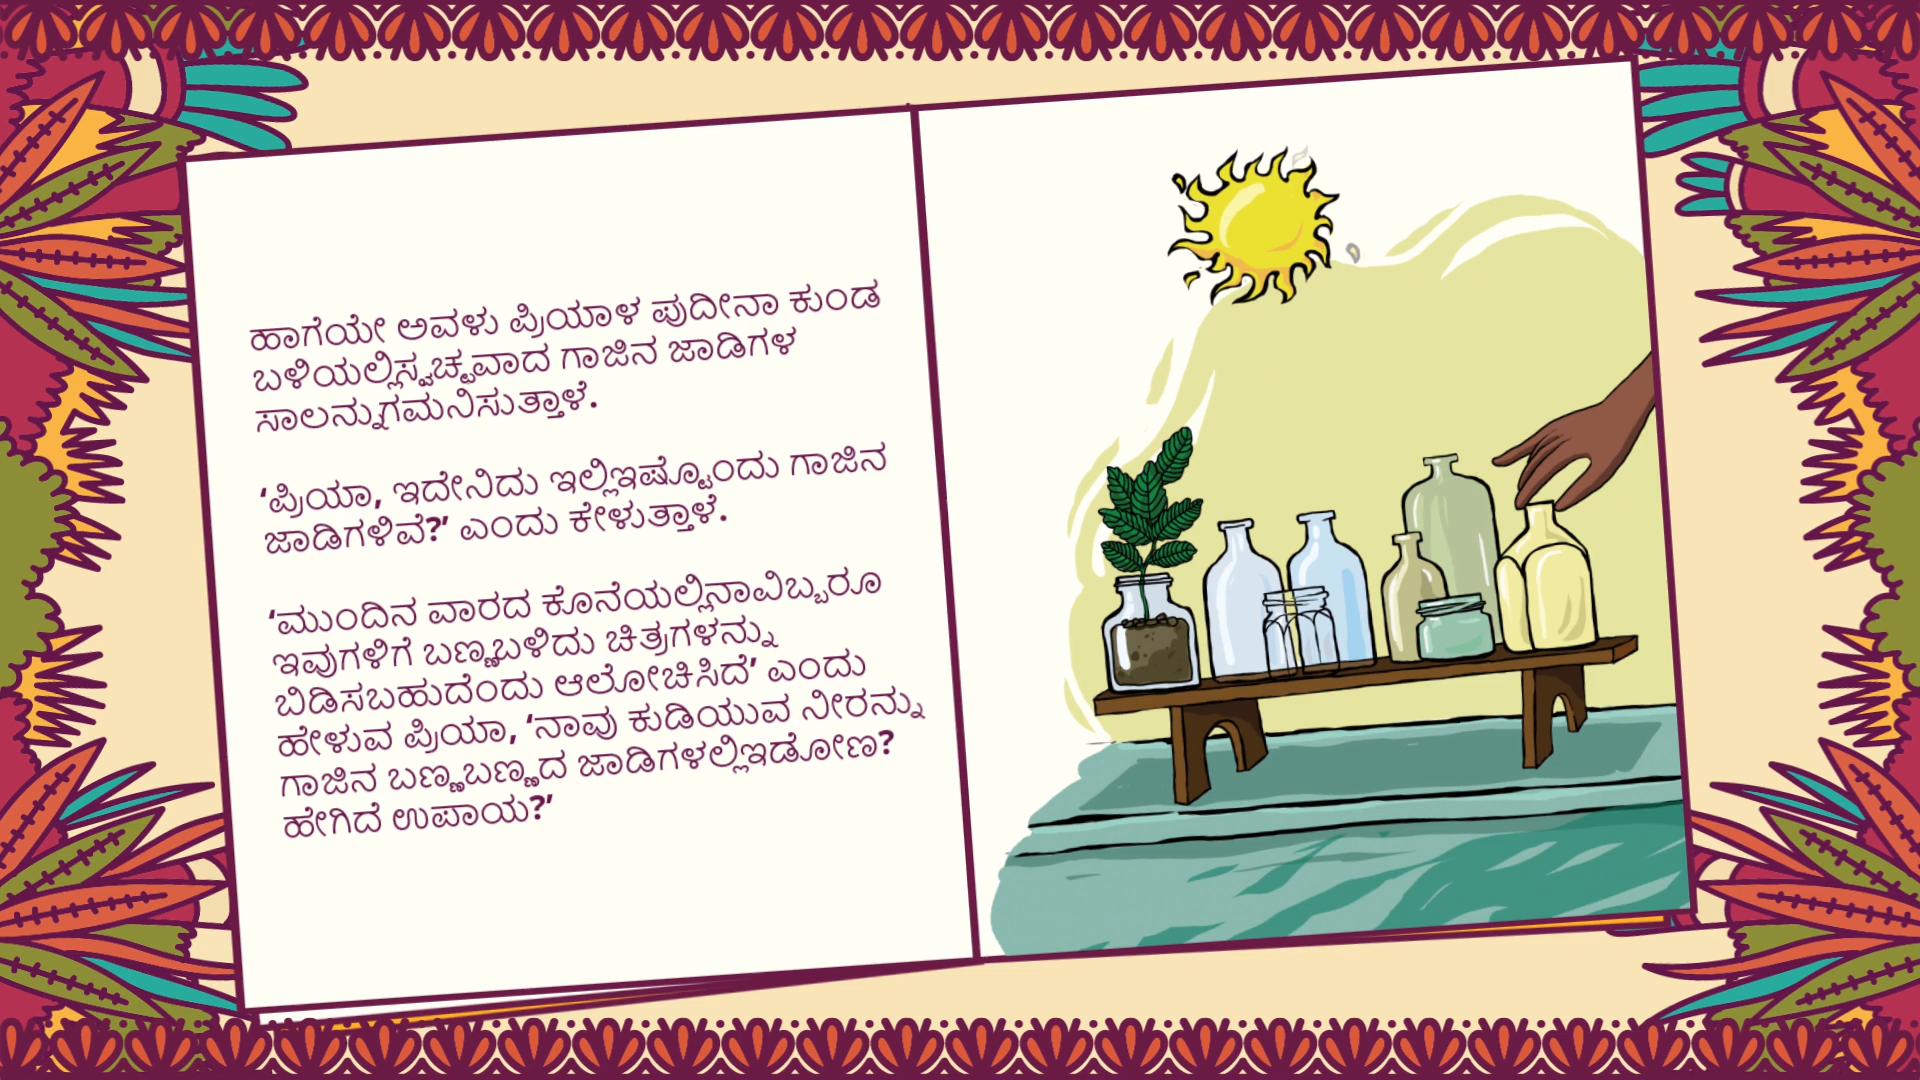 ಹಾಗೆಯೇ ಅವಳು ಪ್ರಿಯಾಳ ಪುದೀನಾ ಕುಂಡ
ಬಳಿಯಲ್ಲಿಸ್ವಚ್ಛವಾದ ಗಾಜಿನ ಜಾಡಿಗಳ
ಸಾಲನ್ನುಗಮನಿಸುತ್ತಾಳೆ.
‘ಪ್ರಿಯಾ, ಇದೇನಿದು ಇಲ್ಲಿಇಷ್ಟೊಂದು ಗಾಜಿನ
ಜಾಡಿಗಳಿವೆ?’ ಎಂದು ಕೇಳುತ್ತಾಳೆ.
‘ಮುಂದಿನ ವಾರದ ಕೊನೆಯಲ್ಲಿನಾವಿಬ್ಬರೂ
ಇವುಗಳಿಗೆ ಬಣ್ಣಬಳಿದು ಚಿತ್ರಗಳನ್ನು
ಬಿಡಿಸಬಹುದೆಂದು ಆಲೋಚಿಸಿದೆ’ ಎಂದು
ಹೇಳುವ ಪ್ರಿಯಾ, ‘ನಾವು ಕುಡಿಯುವ ನೀರನ್ನು
ಗಾಜಿನ ಬಣ್ಣಬಣ್ಣದ ಜಾಡಿಗಳಲ್ಲಿಇಡೋಣ?
ಹೇಗಿದೆ ಉಪಾಯ?’